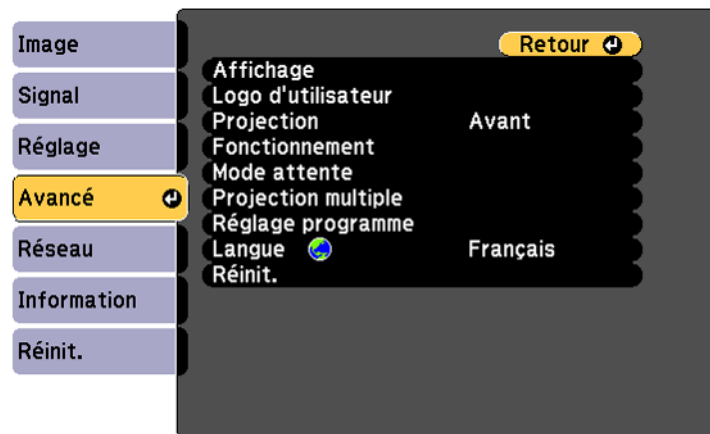 Image
Signal
Réglage
Avancé
Réseau
Information
Réinit.
Retour
Affichage
Logo d'utilisateur
Projection Avant
Fonctionnement
Mode attente
Projection multiple
Réglage programme
Langue Français
Réinit.